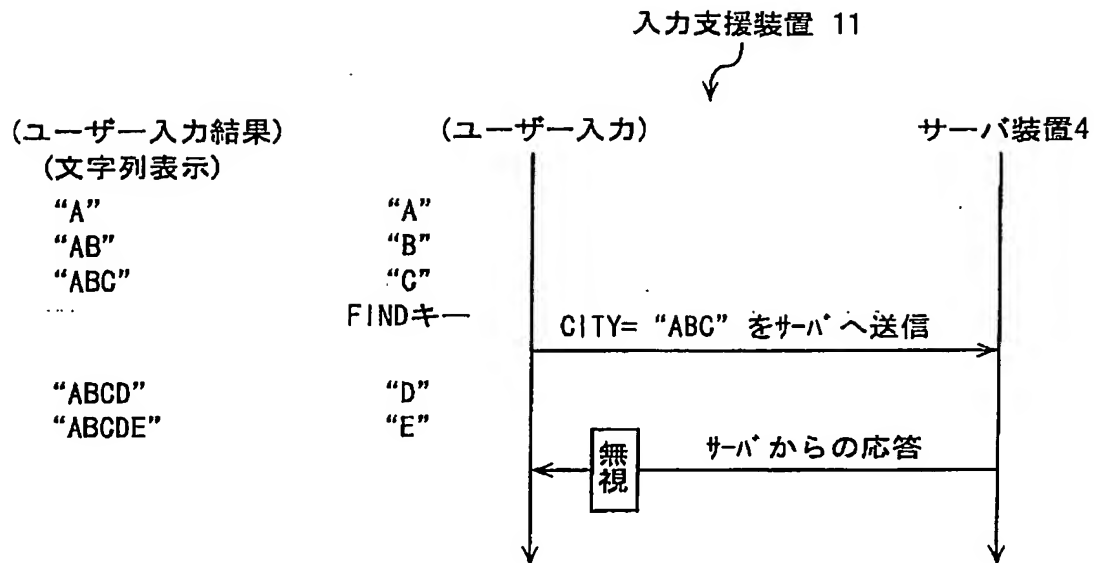 入力支援装置 11
(ユーザー入力結果)
(文字列表示)
(ユーザー入力)
サーバ装置4
“A” “A”
“AB” “B”
“ABC” “C”
FINDキー
CITY= “ABC” をサーバへ送信
“ABCD” “D”
“ABCDE” “E”
無視
サーバからの応答